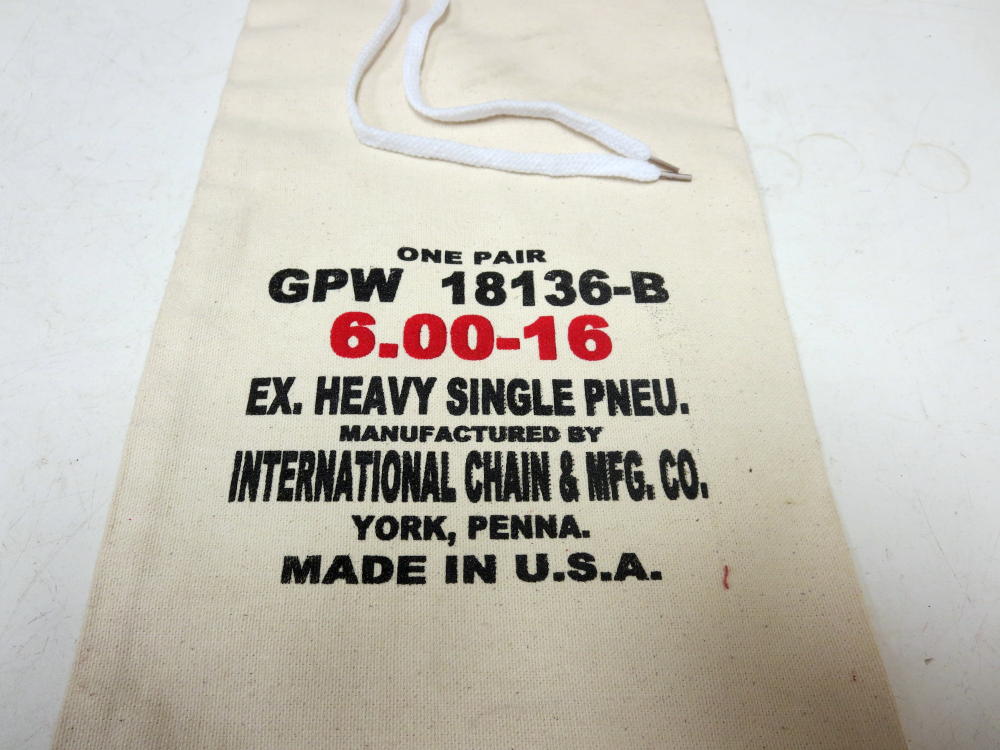 ONE PAIR
GPW 18136-B
6.00-16
EX. HEAVY SINGLE PNEU.
MANUFACTURED BY
INTERNATIONAL CHAIN & MFG. CO.
YORK, PENNA.
MADE IN U.S.A.